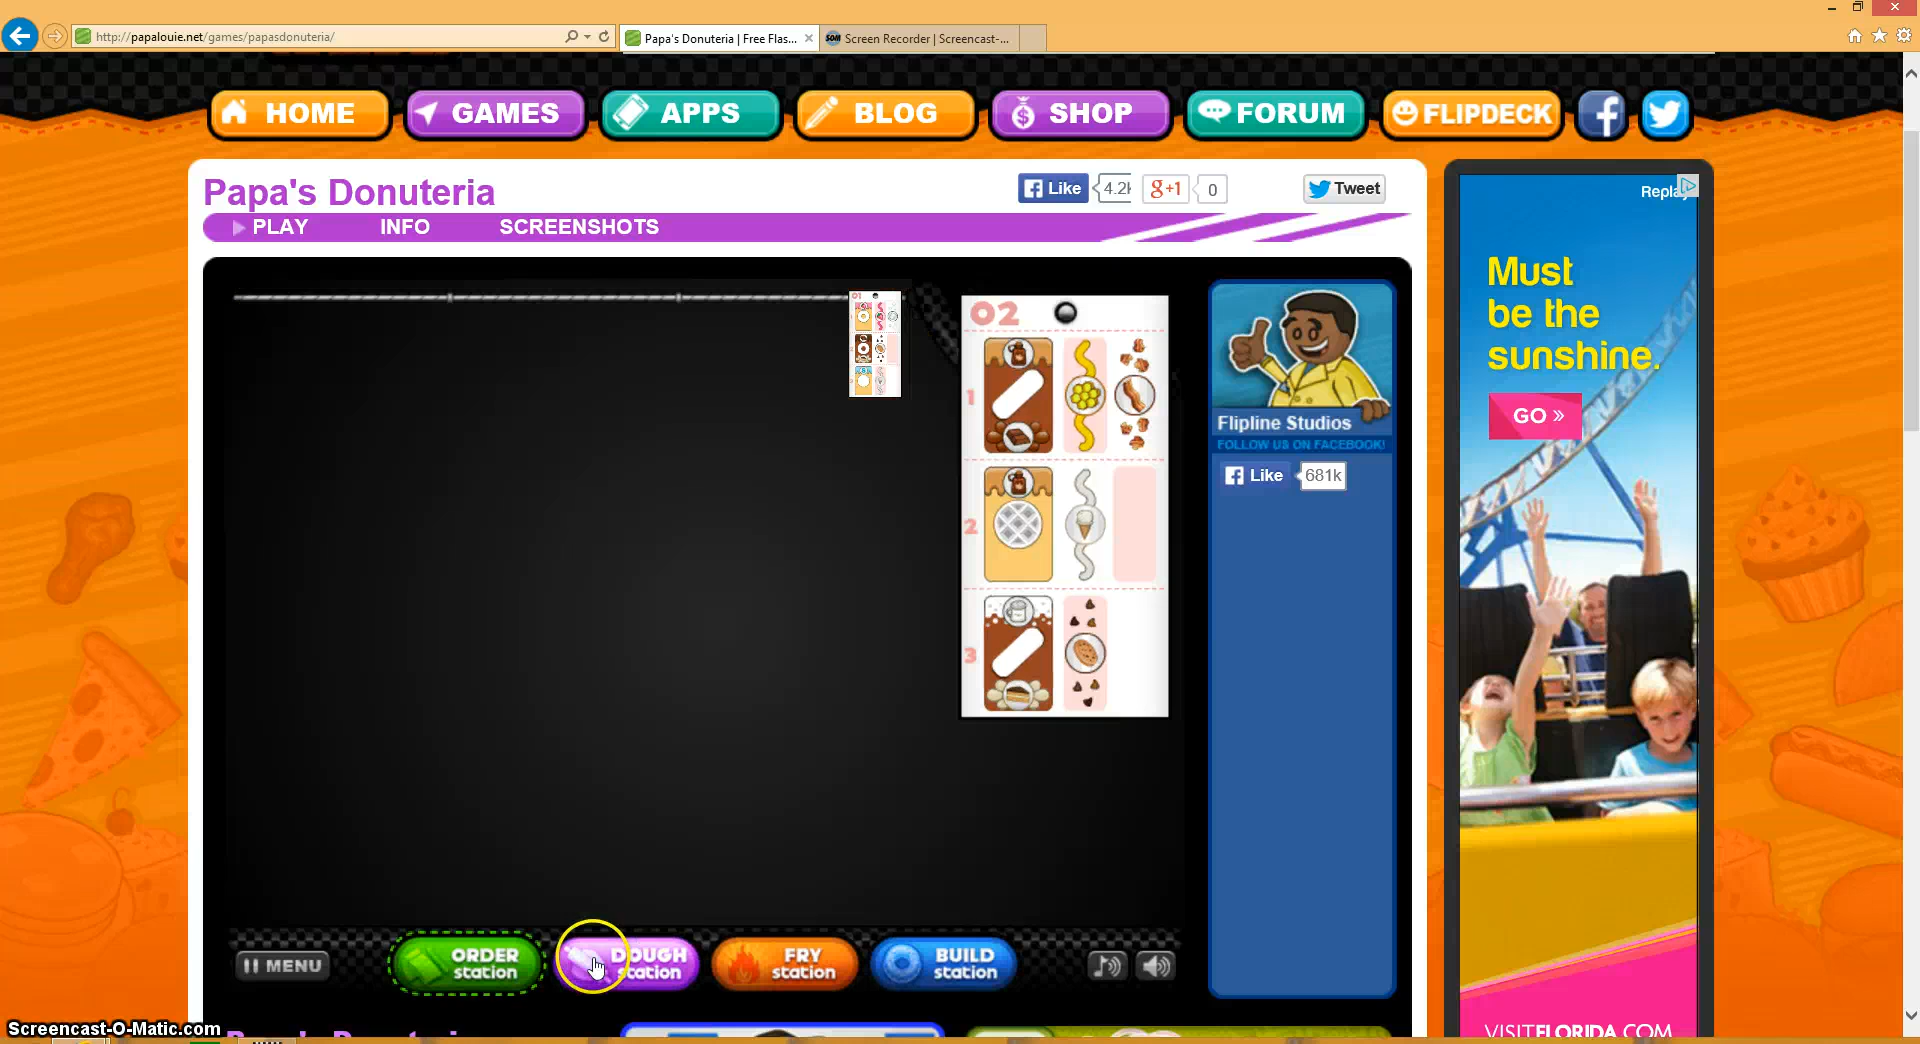 http://papalouie.net/games/papasdonuteria/
Papa's Donuteria | Free Flas...
SOM Screen Recorder | Screencast-...
HOME
GAMES
APPS
BLOG
SHOP
FORUM
FLIPDECK
Papa's Donuteria
Like
g+1
0
Tweet
PLAY
INFO
SCREENSHOTS
02
1
2
3
01
Flipline Studios
FOLLOW US ON FACEBOOK!
Like
681k
Replay
Must
be the
sunshine.
GO »
VISITFLORIDA.COM
MENU
ORDER
station
DOUGH
station
FRY
station
BUILD
station
Screencast-O-Matic.com